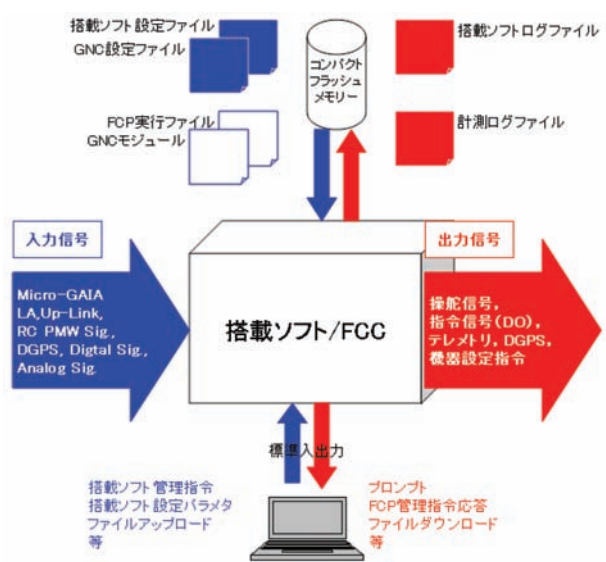 搭載ソフト設定ファイル
GNC設定ファイル
FCP実行ファイル
GNCモジュール
コンパクト
フラッシュ
メモリー
搭載ソフトログファイル
計測ログファイル
入力信号
Micro-GAIA
LA,Up-Link,
RC PMW Sig.,
DGPS, Digtal Sig.,
Analog Sig.
搭載ソフト/FCC
出力信号
操舵信号,
指令信号(DO),
テレメトリ, DGPS,
機器設定指令
標準入出力
搭載ソフト管理指令
搭載ソフト設定パラメタ
ファイルアップロード
等
プロンプト
FCP管理指令応答
ファイルダウンロード
等